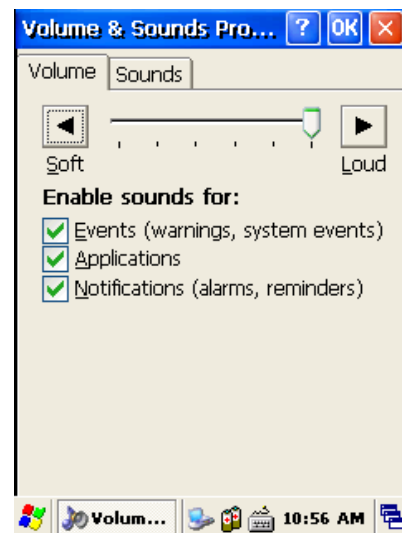 Volume & Sounds Pro... ? OK
Volume Sounds
Soft Loud
Enable sounds for:
Events (warnings, system events)
Applications
Notifications (alarms, reminders)
Volum... 10:56 AM